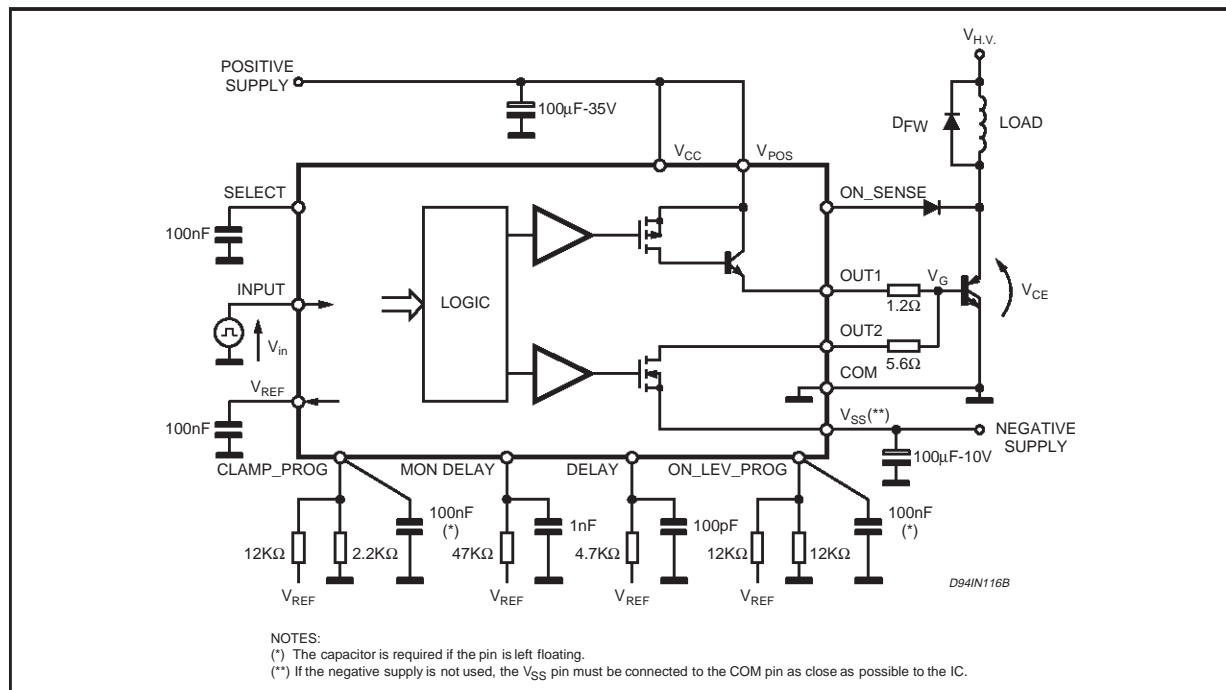 V_H.V.
POSITIVE
SUPPLY
100μF-35V
D_FW
LOAD
V_CC
V_POS
SELECT
ON_SENSE
100nF
INPUT
LOGIC
OUT1
V_G
V_CE
1.2Ω
V_in
OUT2
5.6Ω
V_REF
COM
100nF
V_SS(**)
NEGATIVE
SUPPLY
100μF-10V
CLAMP_PROG
MON DELAY
DELAY
ON_LEV_PROG
100nF
(*)
1nF
100pF
100nF
(*)
12KΩ
2.2KΩ
47KΩ
4.7KΩ
12KΩ
12KΩ
V_REF
V_REF
V_REF
V_REF
D94IN116B
NOTES:
(*) The capacitor is required if the pin is left floating.
(**) If the negative supply is not used, the V_SS pin must be connected to the COM pin as close as possible to the IC.